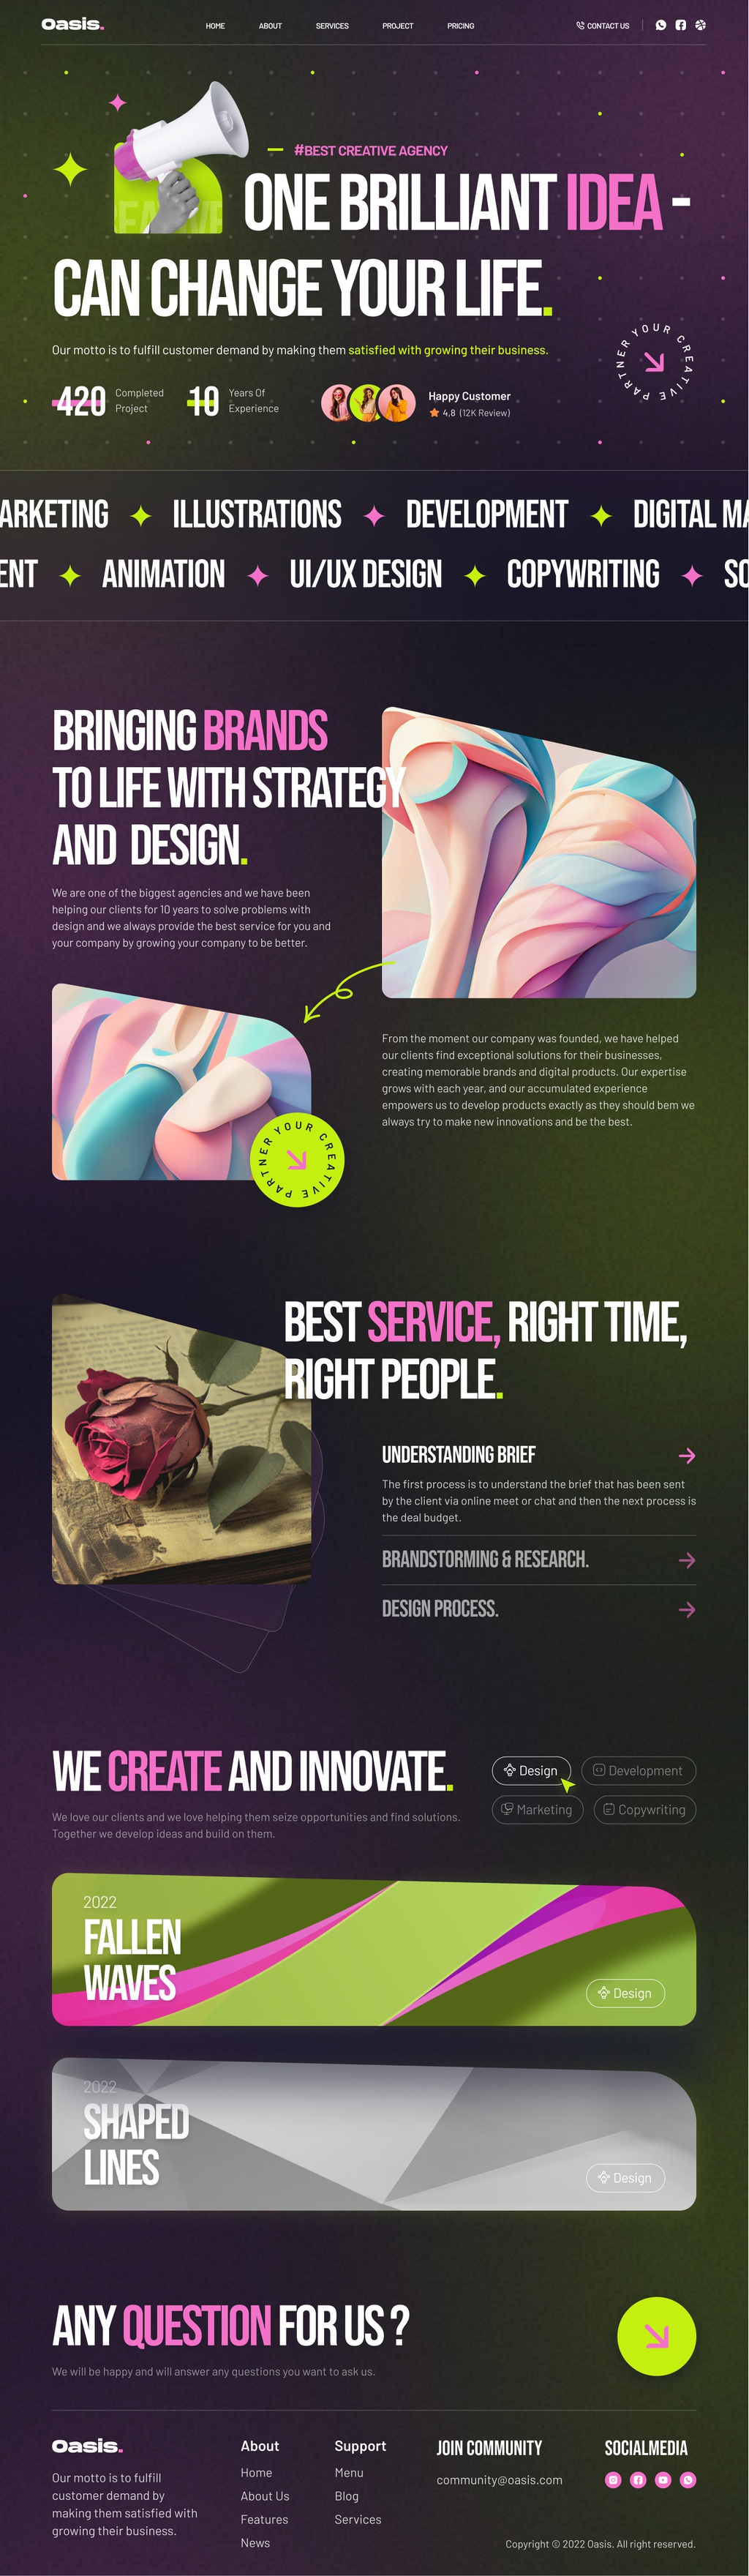 Oasis.
HOME ABOUT SERVICES PROJECT PRICING CONTACT US
#BEST CREATIVE AGENCY
ONE BRILLIANT IDEA -
CAN CHANGE YOUR LIFE.
Our motto is to fulfill customer demand by making them satisfied with growing their business.
YOUR CREATIVE PARTNER
420 Completed Project
10 Years Of Experience
Happy Customer
4,8 (12K Review)
ARKETING ILLUSTRATIONS DEVELOPMENT DIGITAL MA
ENT ANIMATION UI/UX DESIGN COPYWRITING SO
BRINGING BRANDS
TO LIFE WITH STRATEGY
AND DESIGN.
We are one of the biggest agencies and we have been
helping our clients for 10 years to solve problems with
design and we always provide the best service for you and
your company by growing your company to be better.
From the moment our company was founded, we have helped
our clients find exceptional solutions for their businesses,
creating memorable brands and digital products. Our expertise
grows with each year, and our accumulated experience
empowers us to develop products exactly as they should bem we
always try to make new innovations and be the best.
YOUR CREATIVE PARTNER
BEST SERVICE, RIGHT TIME,
RIGHT PEOPLE.
UNDERSTANDING BRIEF
The first process is to understand the brief that has been sent
by the client via online meet or chat and then the next process is
the deal budget.
BRANDSTORMING & RESEARCH.
DESIGN PROCESS.
WE CREATE AND INNOVATE.
We love our clients and we love helping them seize opportunities and find solutions.
Together we develop ideas and build on them.
Design Development
Marketing Copywriting
2022
FALLEN
WAVES
Design
2022
SHAPED
LINES
Design
ANY QUESTION FOR US ?
We will be happy and will answer any questions you want to ask us.
Oasis.
Our motto is to fulfill
customer demand by
making them satisfied with
growing their business.
About
Home
About Us
Features
News
Support
Menu
Blog
Services
JOIN COMMUNITY
community@oasis.com
SOCIALMEDIA
Copyright © 2022 Oasis. All right reserved.